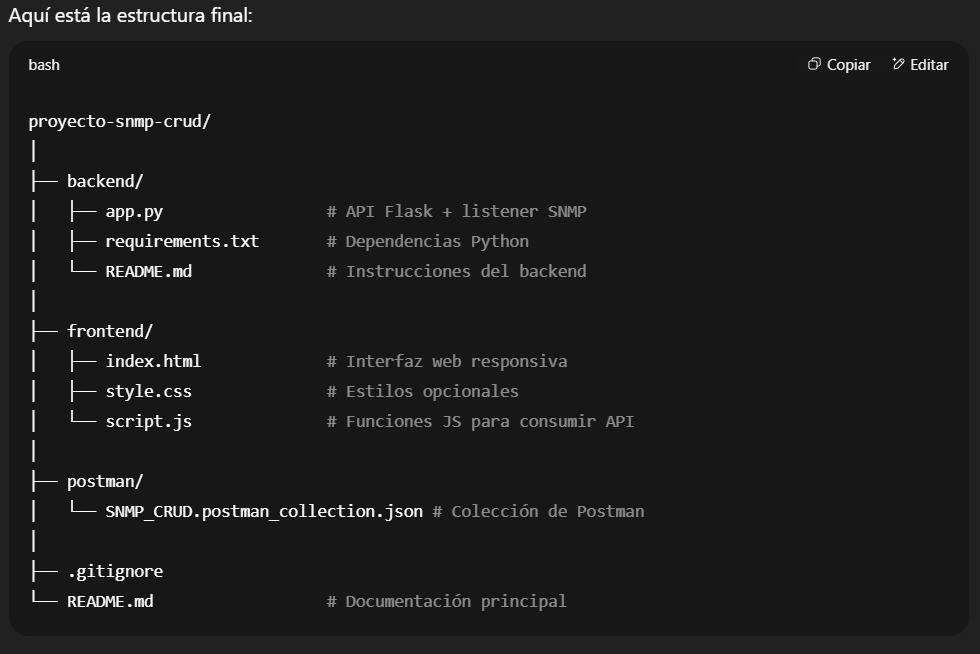 Aquí está la estructura final:
bash Copiar Editar
proyecto-snmp-crud/
│
├── backend/
│   ├── app.py                 # API Flask + listener SNMP
│   ├── requirements.txt       # Dependencias Python
│   └── README.md              # Instrucciones del backend
│
├── frontend/
│   ├── index.html             # Interfaz web responsiva
│   ├── style.css              # Estilos opcionales
│   └── script.js              # Funciones JS para consumir API
│
├── postman/
│   └── SNMP_CRUD.postman_collection.json # Colección de Postman
│
├── .gitignore
└── README.md                  # Documentación principal